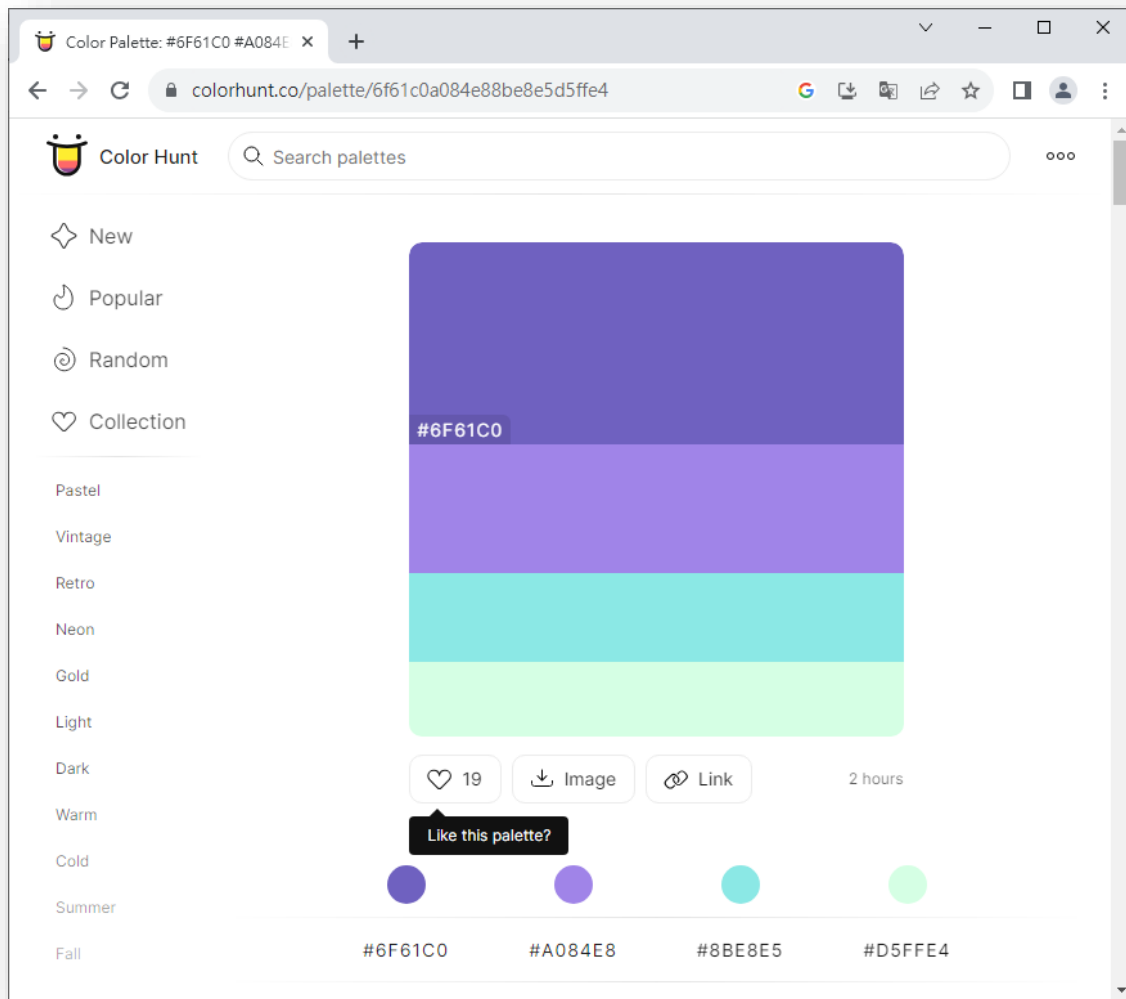 Color Palette: #6F61C0 #A084E
colorhunt.co/palette/6f61c0a084e88be8e5d5ffe4
Color Hunt
Search palettes
New
Popular
Random
Collection
Pastel
Vintage
Retro
Neon
Gold
Light
Dark
Warm
Cold
Summer
Fall
#6F61C0
19
Image
Link
2 hours
Like this palette?
#6F61C0 #A084E8 #8BE8E5 #D5FFE4